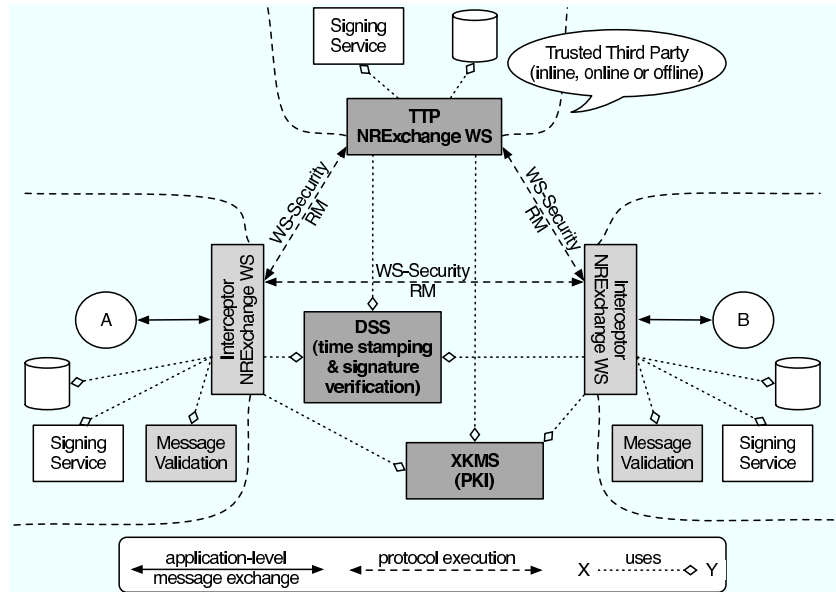 Signing
Service
Trusted Third Party
(inline, online or offline)
TTP
NRExchange WS
WS-Security
RM
WS-Security
RM
WS-Security
RM
Interceptor
NRExchange WS
Interceptor
NRExchange WS
A
B
DSS
(time stamping
& signature
verification)
Signing
Service
Message
Validation
XKMS
(PKI)
Message
Validation
Signing
Service
application-level
message exchange
protocol execution
X uses Y